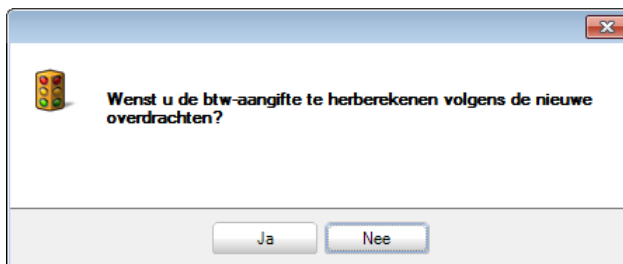 Wenst u de btw-aangifte te herberekenen volgens de nieuwe
overdrachten?
Ja
Nee